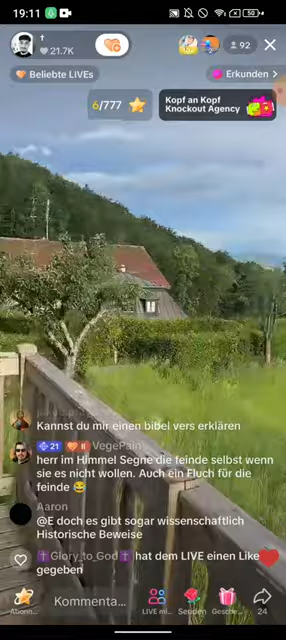 19:11
50
†
21.7K
92
Beliebte LIVEs
Erkunden >
6/777
Kopf an Kopf
Knockout Agency
Kannst du mir einen bibel vers erklären
21 II VegePain
herr im Himmel Segne die feinde selbst wenn
sie es nicht wollen. Auch ein Fluch für die
feinde 😂
Aaron
@E doch es gibt sogar wissenschaftlich
Historische Beweise
✝️Glory_to_God✝️ hat dem LIVE einen Like
gegeben
Kommenta...
Abonn...
LIVE mi...
Senden
Gesche...
24